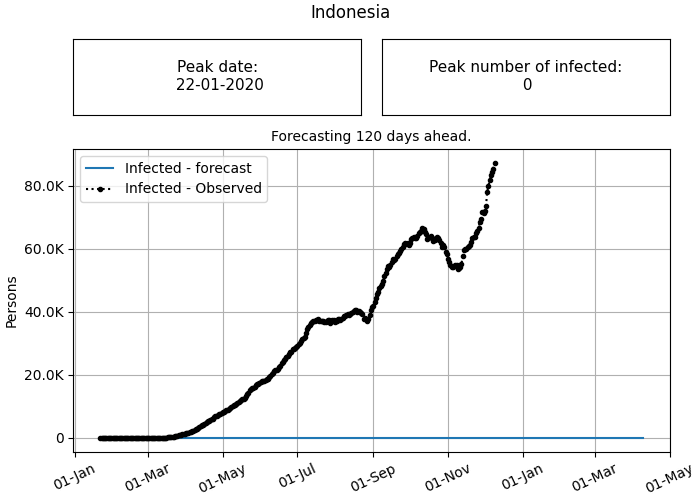 Indonesia
Peak date:
22-01-2020
Peak number of infected:
0
Forecasting 120 days ahead.
Infected - forecast
Infected - Observed
80.0K
60.0K
40.0K
20.0K
0
Persons
01-Jan
01-Mar
01-May
01-Jul
01-Sep
01-Nov
01-Jan
01-Mar
01-May